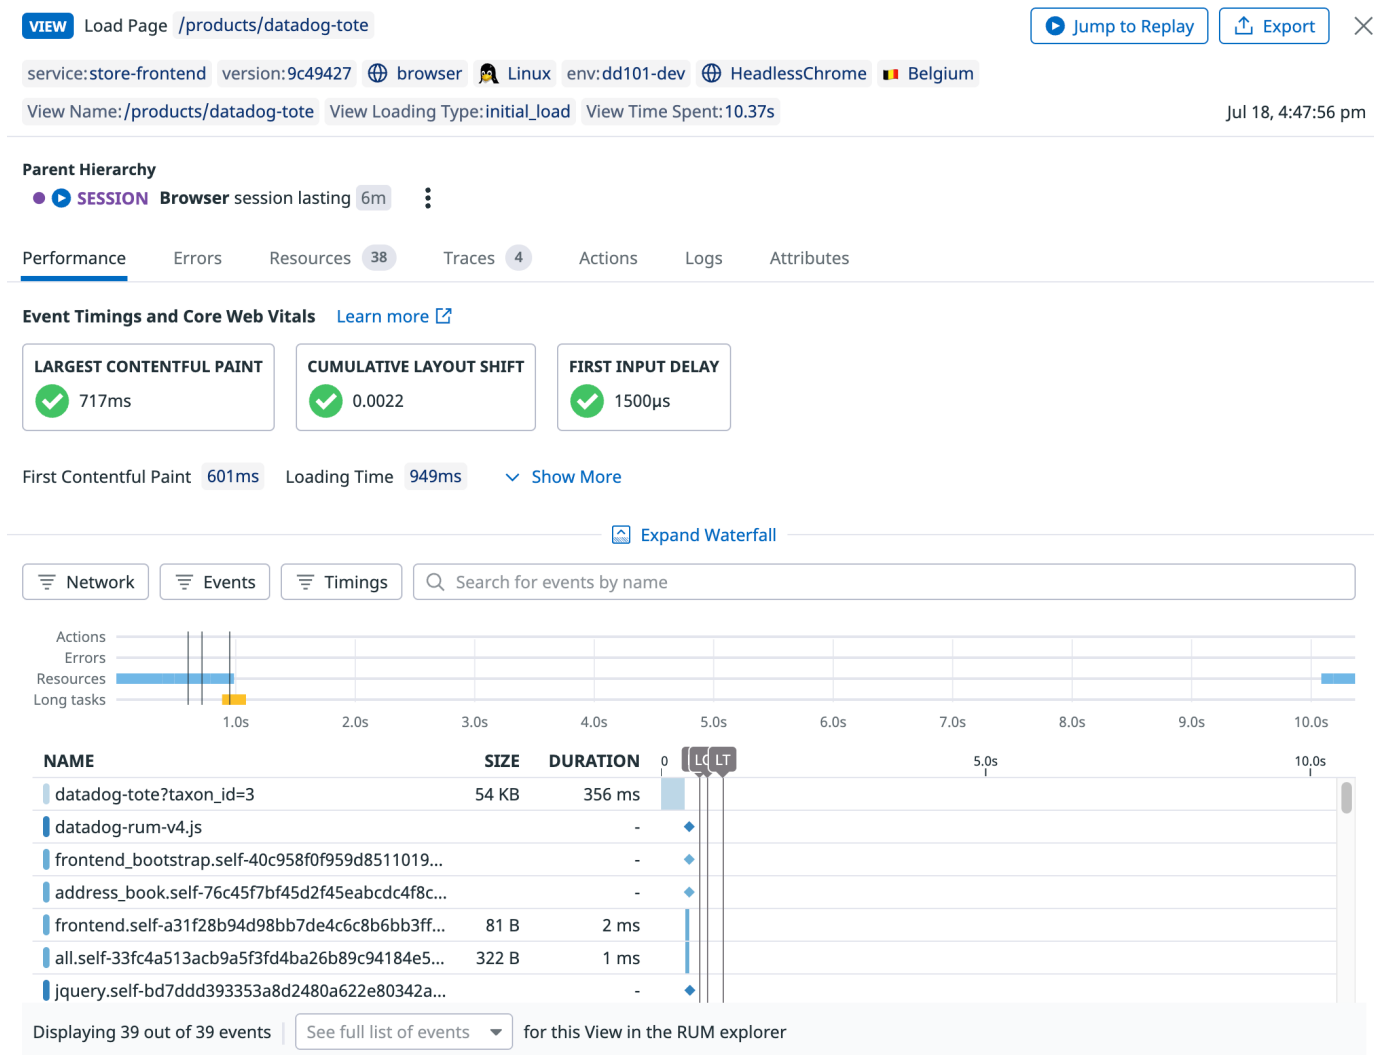 VIEW Load Page /products/datadog-tote Jump to Replay Export
service:store-frontend version:9c49427 browser Linux env:dd101-dev HeadlessChrome Belgium
View Name:/products/datadog-tote View Loading Type:initial_load View Time Spent:10.37s Jul 18, 4:47:56 pm
Parent Hierarchy
SESSION Browser session lasting 6m
Performance Errors Resources 38 Traces 4 Actions Logs Attributes
Event Timings and Core Web Vitals Learn more
LARGEST CONTENTFUL PAINT CUMULATIVE LAYOUT SHIFT FIRST INPUT DELAY
717ms 0.0022 1500μs
First Contentful Paint 601ms Loading Time 949ms Show More
Expand Waterfall
Network Events Timings Search for events by name
Actions
Errors
Resources
Long tasks
1.0s 2.0s 3.0s 4.0s 5.0s 6.0s 7.0s 8.0s 9.0s 10.0s
NAME SIZE DURATION 0 LT 5.0s 10.0s
datadog-tote?taxon_id=3 54 KB 356 ms
datadog-rum-v4.js -
frontend_bootstrap.self-40c958f0f959d8511019... -
address_book.self-76c45f7bf45d2f45eabcdc4f8c... -
frontend.self-a31f28b94d98bb7de4c6c8b6bb3ff... 81 B 2 ms
all.self-33fc4a513acb9a5f3fd4ba26b89c94184e5... 322 B 1 ms
jquery.self-bd7ddd393353a8d2480a622e80342a... -
Displaying 39 out of 39 events See full list of events for this View in the RUM explorer